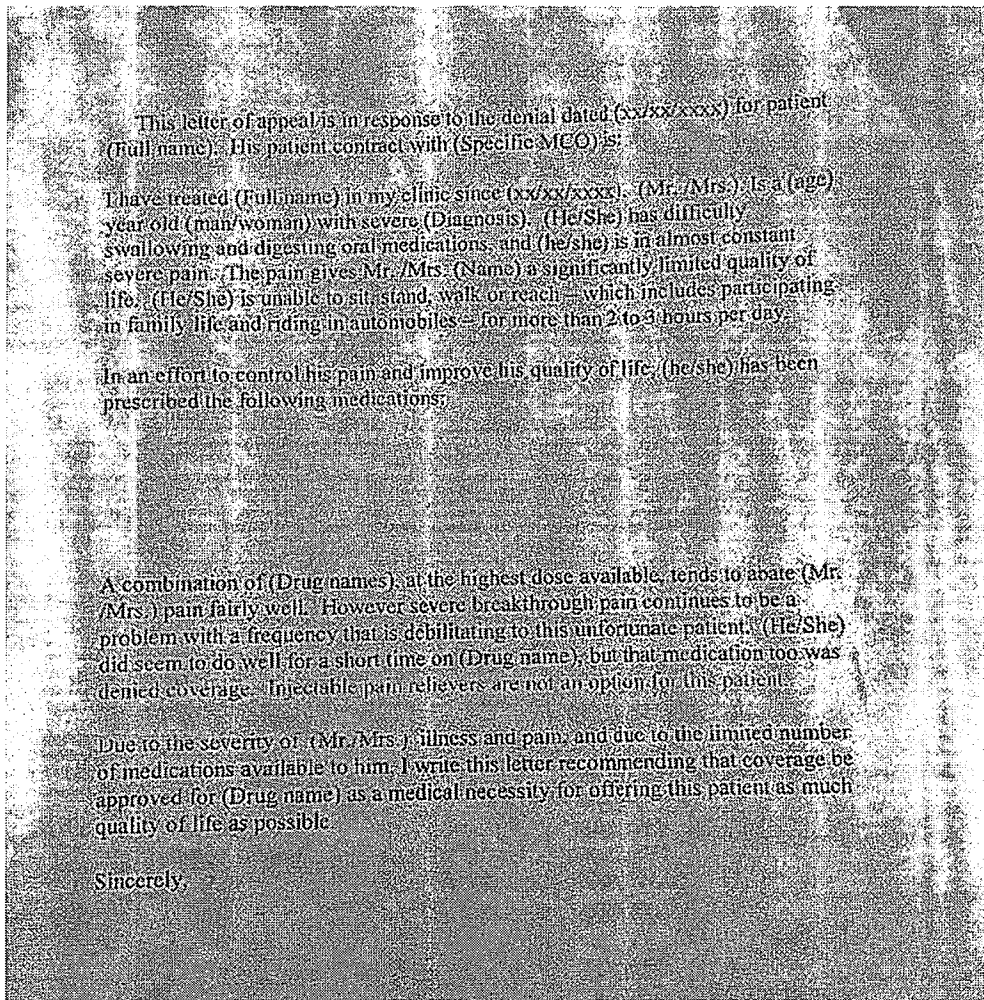 This letter of appeal is in response to the denial dated (xx/xx/xxxx) for patient
(Full name). His patient contract with (Specific MCO) is:
I have treated (Full name) in my clinic since (xx/xx/xxxx). (Mr./Mrs.). Is a (age)
year old (man/woman) with severe (Diagnosis). (He/She) has difficulty
swallowing and digesting oral medications, and (he/she) is in almost constant
severe pain. The pain gives Mr. /Mrs. (Name) a significantly limited quality of
life. (He/She) is unable to sit, stand, walk or reach – which includes participating
in family life and riding in automobiles – for more than 2 to 3 hours per day.
In an effort to control his pain and improve his quality of life, (he/she) has been
prescribed the following medications:
A combination of (Drug names), at the highest dose available, tends to abate (Mr.
/Mrs.) pain fairly well. However severe breakthrough pain continues to be a
problem with a frequency that is debilitating to this unfortunate patient. (He/She)
did seem to do well for a short time on (Drug name), but that medication too was
denied coverage. Injectable pain relievers are not an option for this patient.
Due to the severity of (Mr./Mrs.) illness and pain, and due to the limited number
of medications available to him, I write this letter recommending that coverage be
approved for (Drug name) as a medical necessity for offering this patient as much
quality of life as possible.
Sincerely,